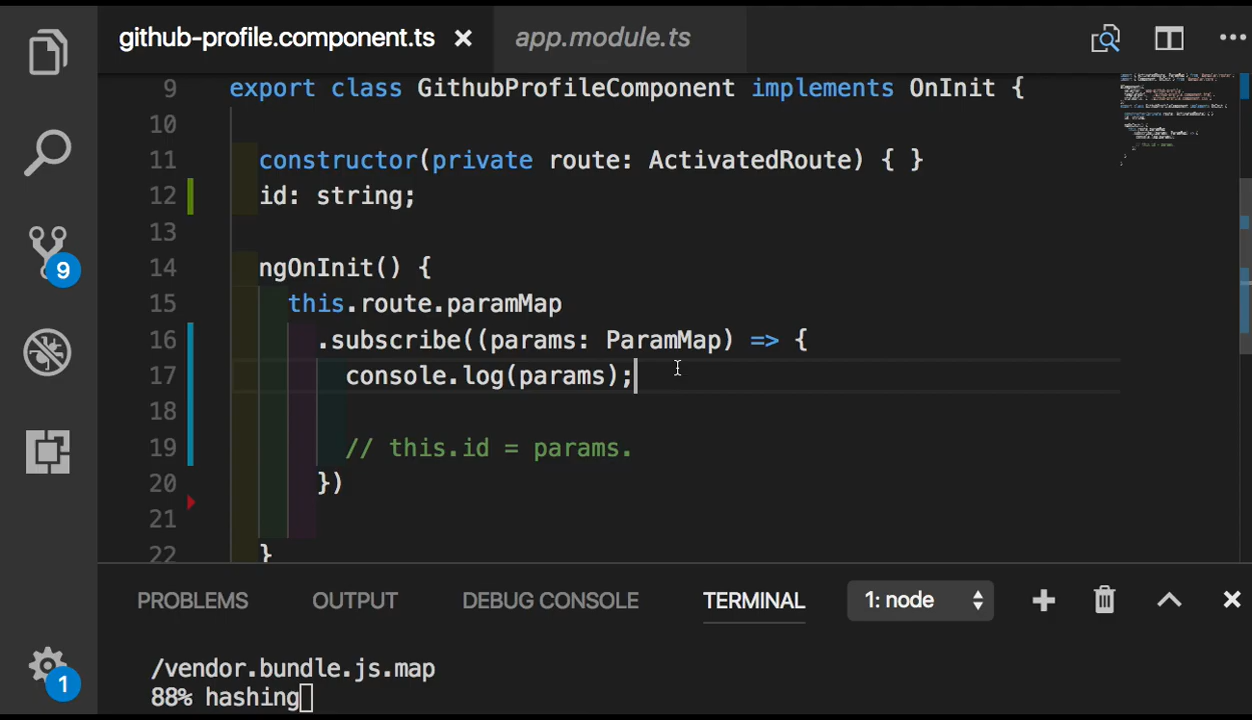 github-profile.component.ts
app.module.ts
9 export class GithubProfileComponent implements OnInit {
10
11 constructor(private route: ActivatedRoute) { }
12 id: string;
13
14 ngOnInit() {
15 this.route.paramMap
16 .subscribe((params: ParamMap) => {
17 console.log(params);
18
19 // this.id = params.
20 })
21
22 }
9
PROBLEMS OUTPUT DEBUG CONSOLE TERMINAL 1: node
/vendor.bundle.js.map
88% hashing
1